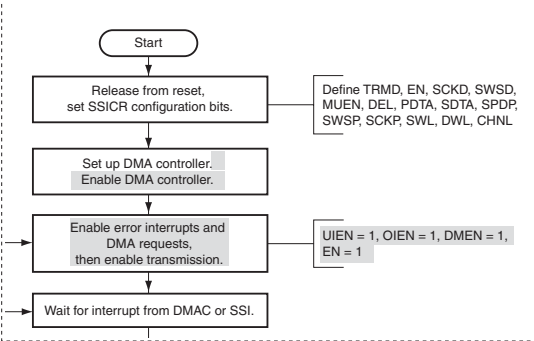 Start
Release from reset,
set SSICR configuration bits.
Define TRMD, EN, SCKD, SWSD,
MUEN, DEL, PDTA, SDTA, SPDP,
SWSP, SCKP, SWL, DWL, CHNL
Set up DMA controller.
Enable DMA controller.
Enable error interrupts and
DMA requests,
then enable transmission.
UIEN = 1, OIEN = 1, DMEN = 1,
EN = 1
Wait for interrupt from DMAC or SSI.